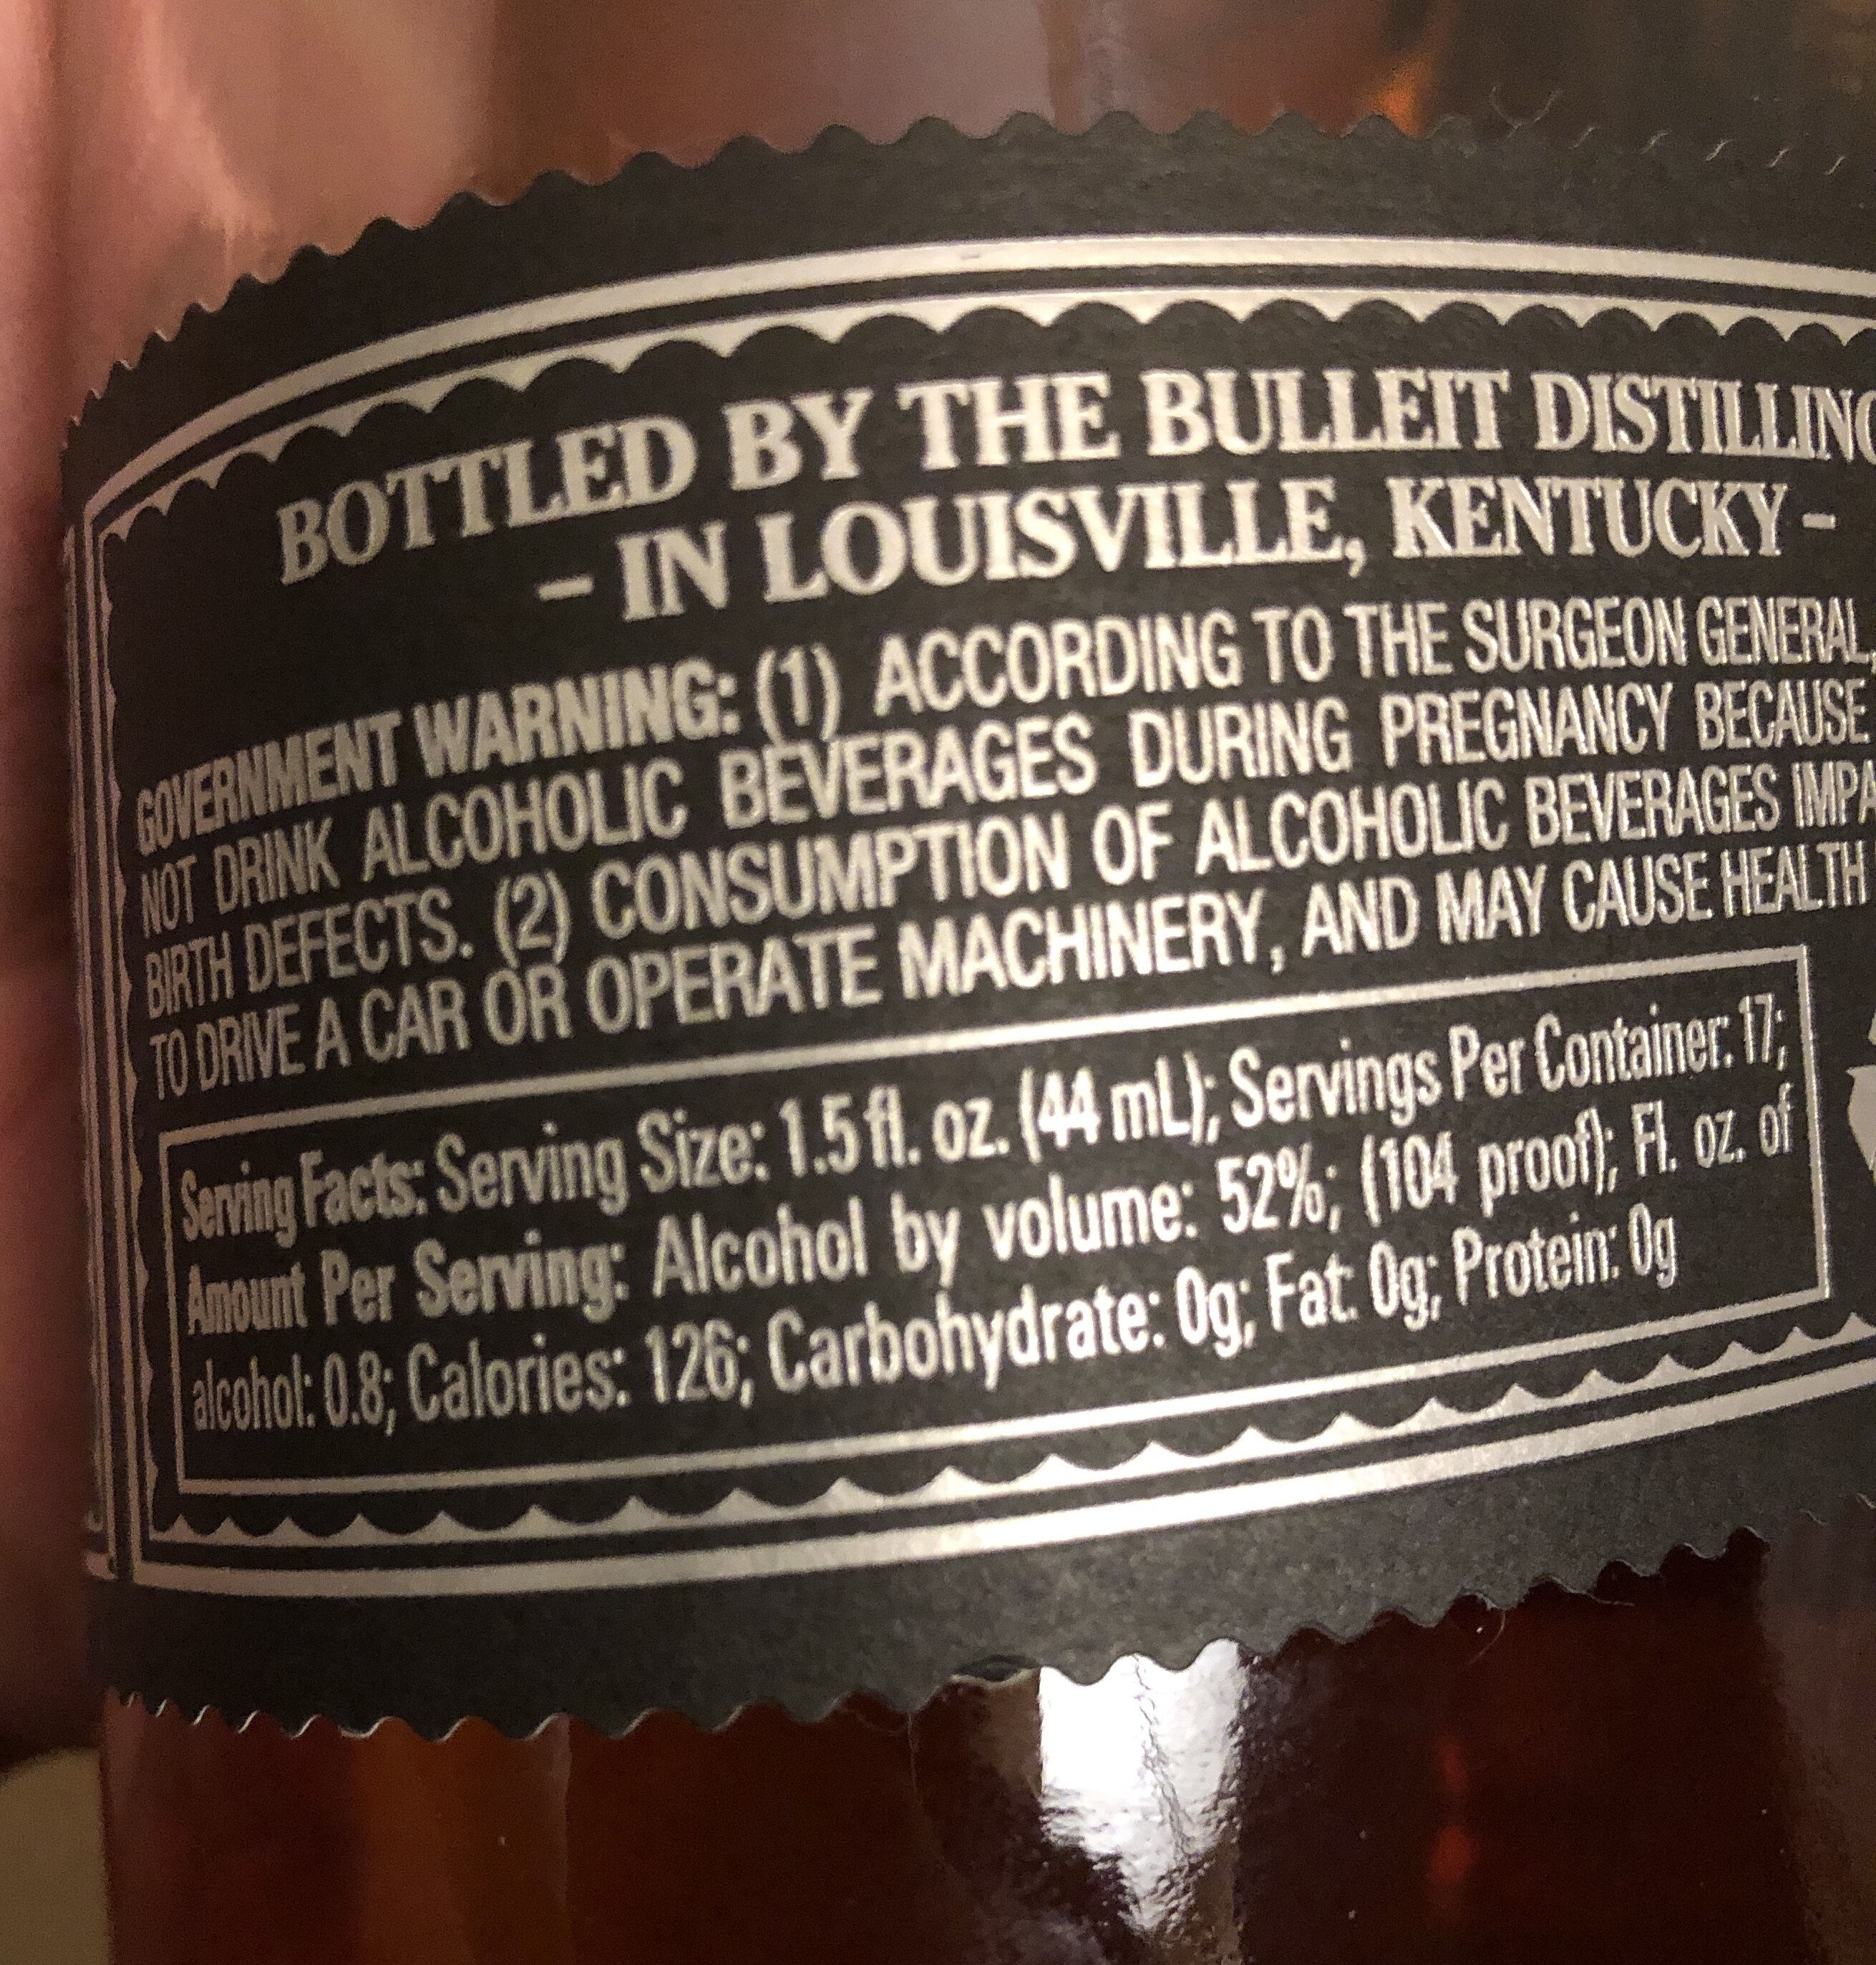 BOTTLED BY THE BULLEIT DISTILLING
– IN LOUISVILLE, KENTUCKY –
GOVERNMENT WARNING: (1) ACCORDING TO THE SURGEON GENERAL,
NOT DRINK ALCOHOLIC BEVERAGES DURING PREGNANCY BECAUSE
BIRTH DEFECTS. (2) CONSUMPTION OF ALCOHOLIC BEVERAGES IMPA
TO DRIVE A CAR OR OPERATE MACHINERY, AND MAY CAUSE HEALTH
Serving Facts: Serving Size: 1.5 fl. oz. (44 mL); Servings Per Container: 17;
Amount Per Serving: Alcohol by volume: 52%; (104 proof); Fl. oz. of
alcohol: 0.8; Calories: 126; Carbohydrate: 0g; Fat: 0g; Protein: 0g